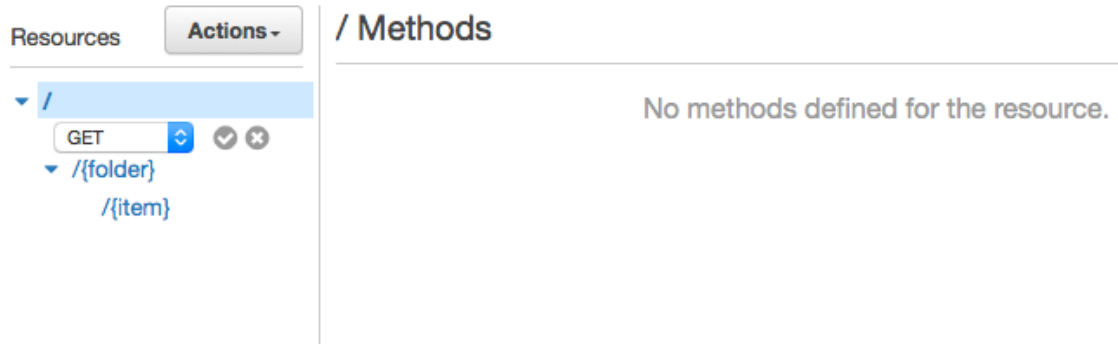 Resources
Actions
/
GET
/{folder}
/{item}
/ Methods
No methods defined for the resource.